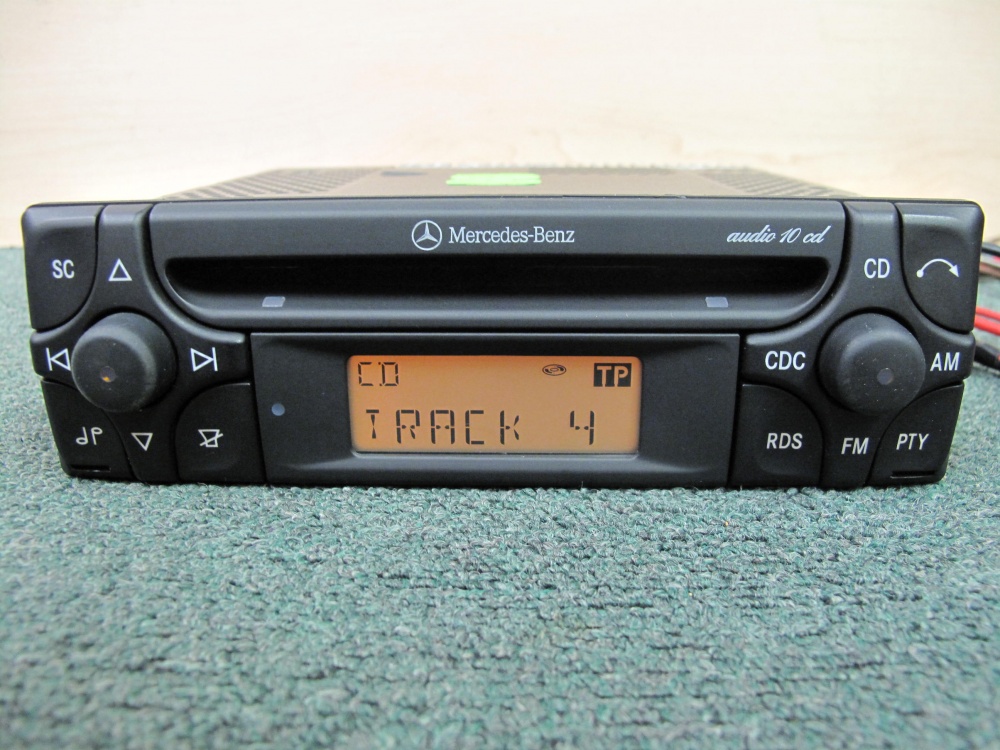 Mercedes-Benz
audio 10 cd
SC
CD
CDC
AM
CD
TP
TRACK 4
RDS
FM
PTY